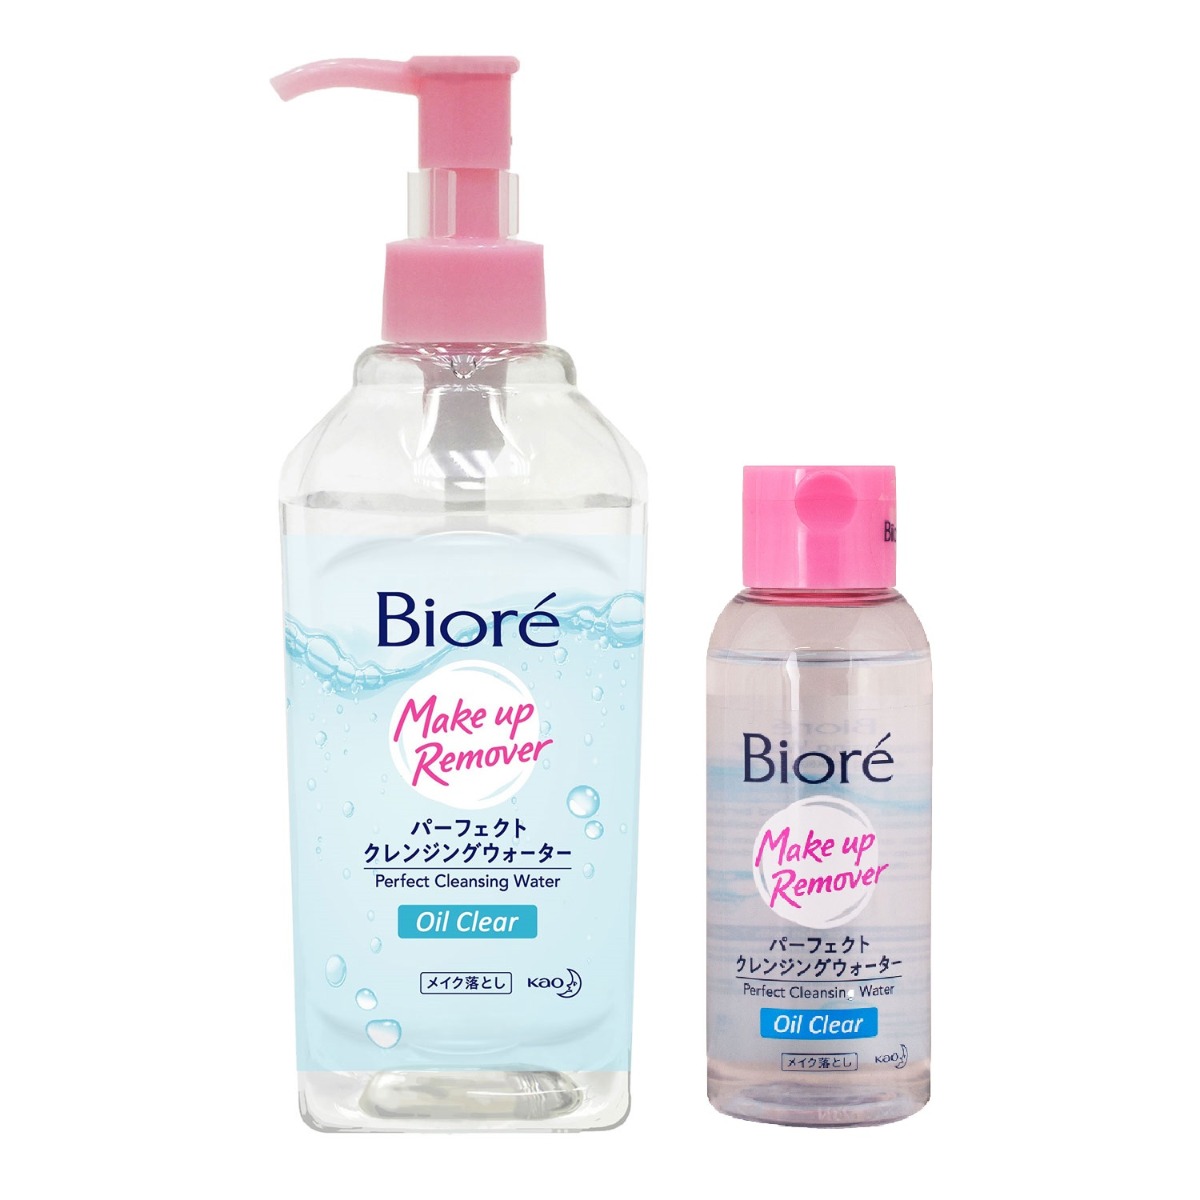 Bioré
Make up
Remover
パーフェクト
クレンジングウォーター
Perfect Cleansing Water
Oil Clear
メイク落とし
Kao
Bioré
Make up
Remover
パーフェクト
クレンジングウォーター
Perfect Cleansing Water
Oil Clear
メイク落とし
Kao